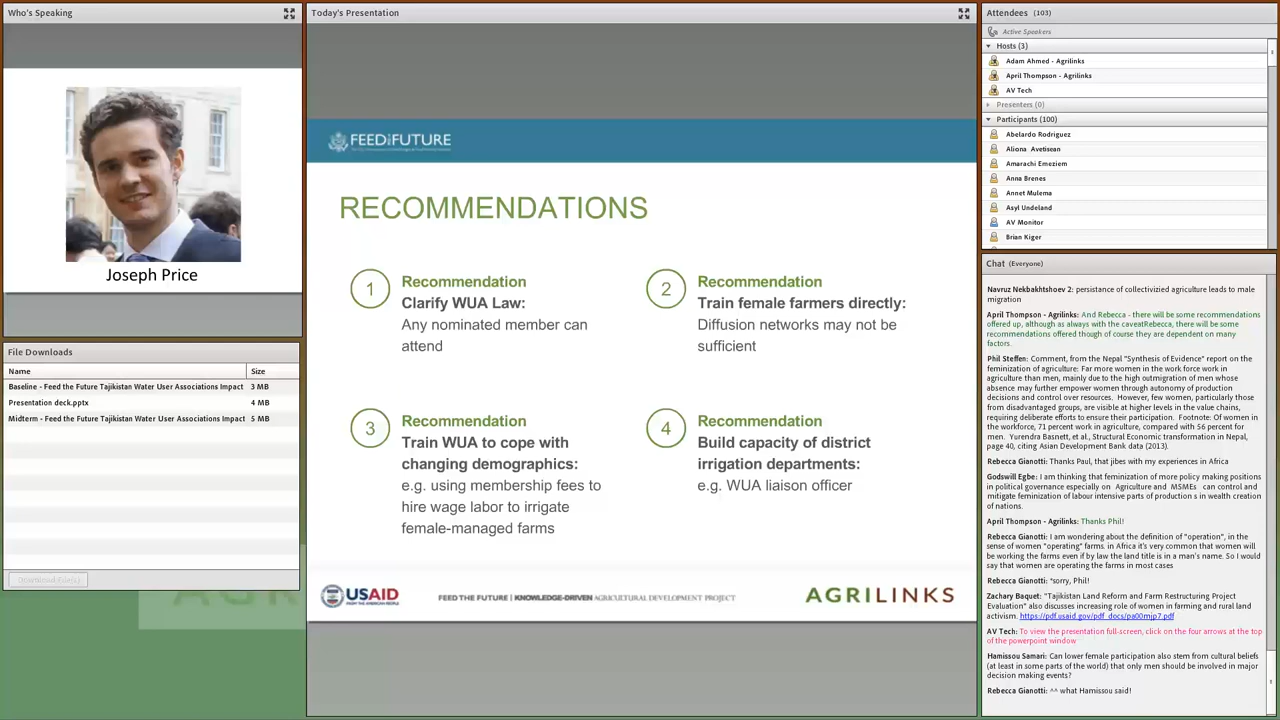 Who's Speaking
Joseph Price
File Downloads
Name Size
Baseline - Feed the Future Tajikistan Water User Associations Impact 3 MB
Presentation deck.pptx 4 MB
Midterm - Feed the Future Tajikistan Water User Associations Impact 5 MB
Download File(s)
Today's Presentation
FEED THE FUTURE
RECOMMENDATIONS
1
Recommendation
Clarify WUA Law:
Any nominated member can
attend
2
Recommendation
Train female farmers directly:
Diffusion networks may not be
sufficient
3
Recommendation
Train WUA to cope with
changing demographics:
e.g. using membership fees to
hire wage labor to irrigate
female-managed farms
4
Recommendation
Build capacity of district
irrigation departments:
e.g. WUA liaison officer
USAID
FROM THE AMERICAN PEOPLE
FEED THE FUTURE | KNOWLEDGE-DRIVEN AGRICULTURAL DEVELOPMENT PROJECT
AGRILINKS
Attendees (103)
Active Speakers
Hosts (3)
Adam Ahmed - Agrilinks
April Thompson - Agrilinks
AV Tech
Presenters (0)
Participants (100)
Abelardo Rodriguez
Aliona Avetisean
Amarachi Emeziem
Anna Brenes
Annet Mulema
Asyl Undeland
AV Monitor
Brian Kiger
Chat (Everyone)
Navruz Nekbakhtshoev 2: persistance of collectivizied agriculture leads to male
migration
April Thompson - Agrilinks: And Rebecca - there will be some recommendations
offered up, although as always with the caveatRebecca, there will be some
recommendations offered though of course they are dependent on many
factors.
Phil Steffen: Comment, from the Nepal "Synthesis of Evidence" report on the
feminization of agriculture: Far more women in the work force work in
agriculture than men, mainly due to the high outmigration of men whose
absence may further empower women through autonomy of production
decisions and control over resources. However, few women, particularly those
from disadvantaged groups, are visible at higher levels in the value chains,
requiring deliberate efforts to ensure their participation. Footnote: Of women in
the workforce, 71 percent work in agriculture, compared with 56 percent for
men. Yurendra Basnett, et al., Structural Economic transformation in Nepal,
page 40, citing Asian Development Bank data (2013).
Rebecca Gianotti: Thanks Paul, that jibes with my experiences in Africa
Godswill Egbe: I am thinking that feminization of more policy making positions
in political governance especially on Agriculture and MSMEs can control and
mitigate feminization of labour intensive parts of production s in wealth creation
of nations.
April Thompson - Agrilinks: Thanks Phil!
Rebecca Gianotti: I am wondering about the definition of "operation", in the
sense of women "operating" farms. in Africa it's very common that women will
be working the farms even if by law the land title is in a man's name. So I would
say that women are operating the farms in most cases
Rebecca Gianotti: *sorry, Phil!
Zachary Baquet: "Tajikistan Land Reform and Farm Restructuring Project
Evaluation" also discusses increasing role of women in farming and rural land
activism. https://pdf.usaid.gov/pdf_docs/pa00mjp7.pdf
AV Tech: To view the presentation full-screen, click on the four arrows at the top
of the powerpoint window
Hamissou Samari: Can lower female participation also stem from cultural beliefs
(at least in some parts of the world) that only men should be involved in major
decision making events?
Rebecca Gianotti: ^^ what Hamissou said!